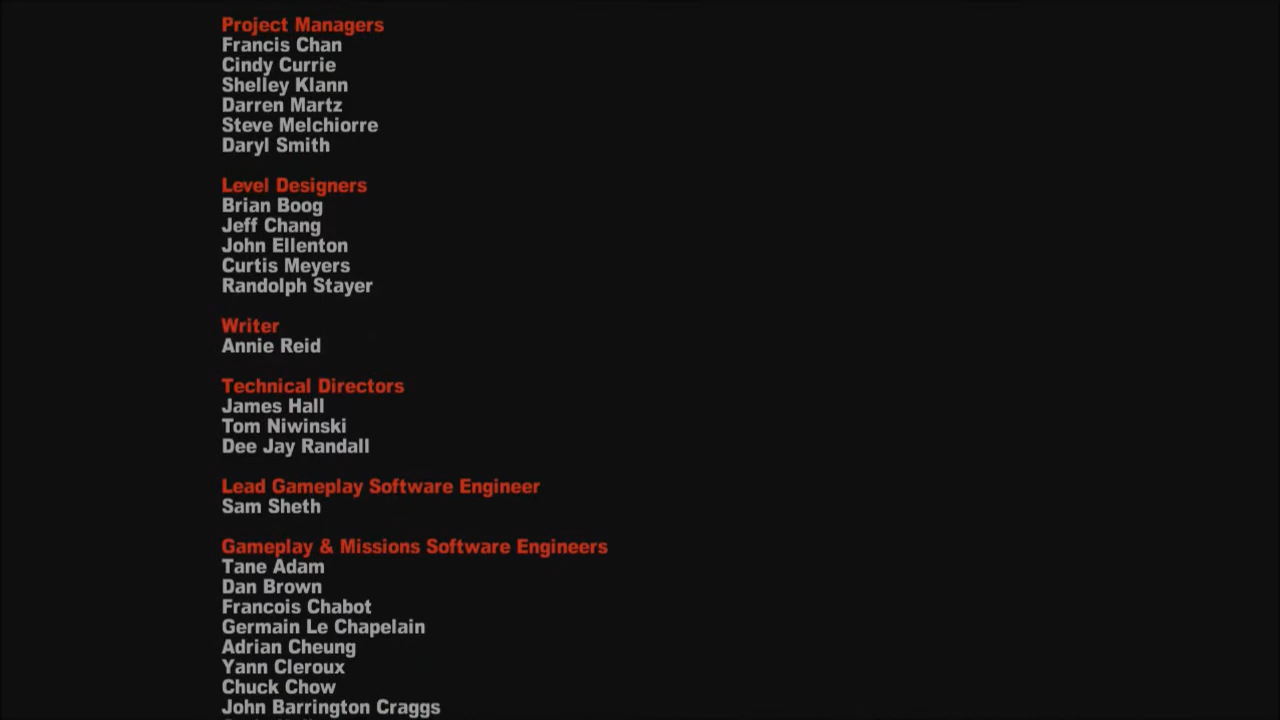 Project Managers
Francis Chan
Cindy Currie
Shelley Klann
Darren Martz
Steve Melchiorre
Daryl Smith
Level Designers
Brian Boog
Jeff Chang
John Ellenton
Curtis Meyers
Randolph Stayer
Writer
Annie Reid
Technical Directors
James Hall
Tom Niwinski
Dee Jay Randall
Lead Gameplay Software Engineer
Sam Sheth
Gameplay & Missions Software Engineers
Tane Adam
Dan Brown
Francois Chabot
Germain Le Chapelain
Adrian Cheung
Yann Cleroux
Chuck Chow
John Barrington Craggs